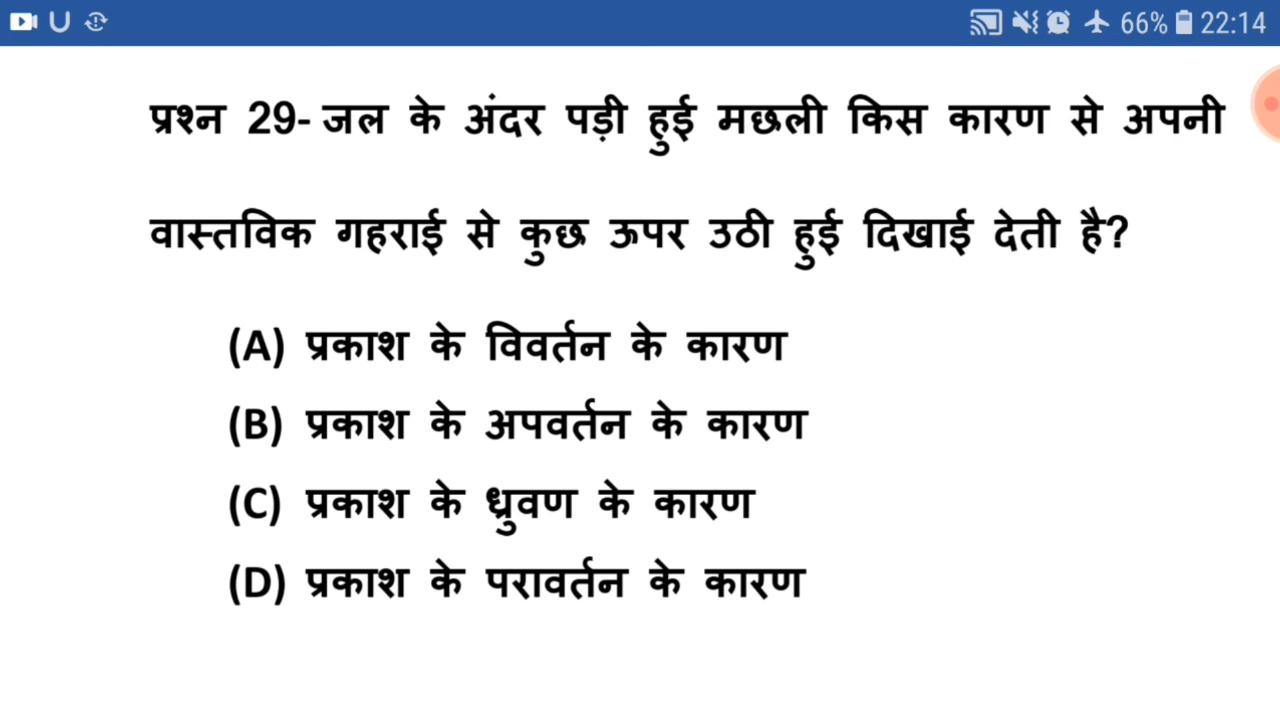 66% 22:14
प्रश्न 29- जल के अंदर पड़ी हुई मछली किस कारण से अपनी
वास्तविक गहराई से कुछ ऊपर उठी हुई दिखाई देती है?
(A) प्रकाश के विवर्तन के कारण
(B) प्रकाश के अपवर्तन के कारण
(C) प्रकाश के ध्रुवण के कारण
(D) प्रकाश के परावर्तन के कारण